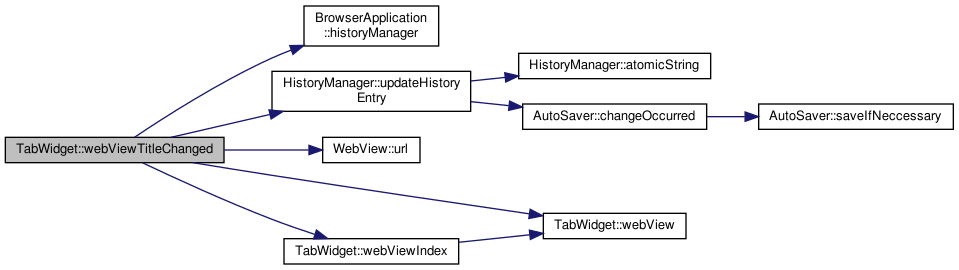 BrowserApplication
::historyManager
HistoryManager::atomicString
HistoryManager::updateHistory
Entry
AutoSaver::changeOccurred
AutoSaver::saveIfNeccessary
TabWidget::webViewTitleChanged
WebView::url
TabWidget::webView
TabWidget::webViewIndex